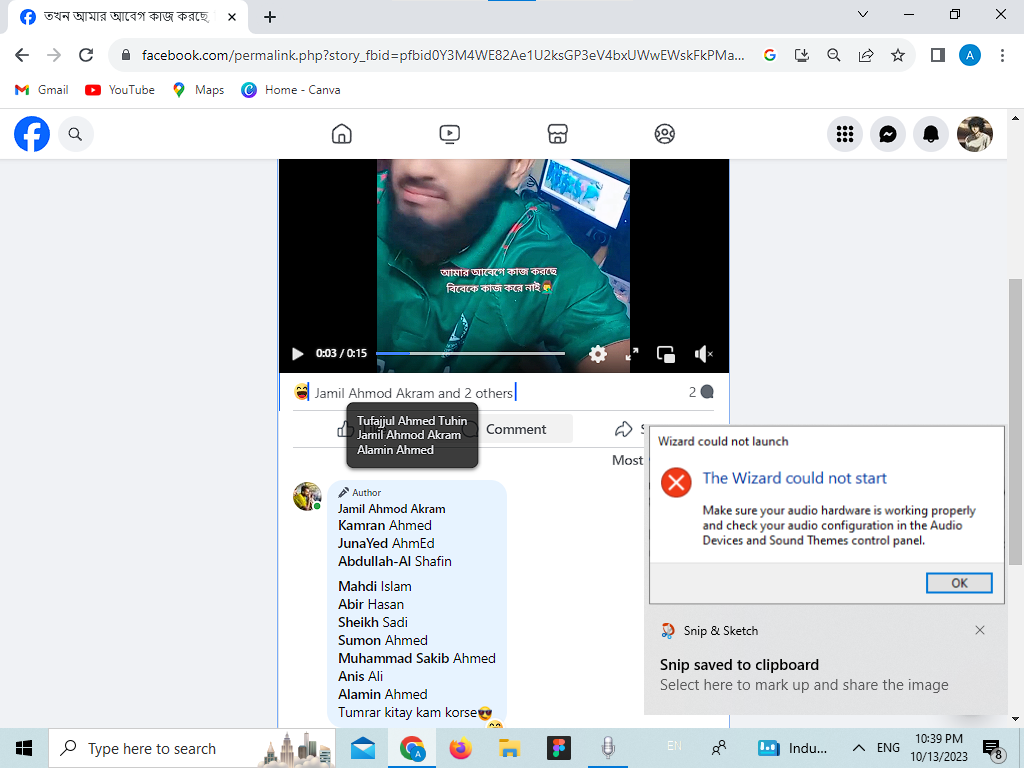 তখন আমার আবেগ কাজ করছে,
facebook.com/permalink.php?story_fbid=pfbid0Y3M4WE82Ae1U2ksGP3eV4bxUWwEWskFkPMa...
A
Gmail
YouTube
Maps
Home - Canva
আমার আবেগে কাজ করছে
বিবেকে কাজ করে নাই🤦
0:03 / 0:15
😆 Jamil Ahmod Akram and 2 others
2
Tufajjul Ahmed Tuhin
Jamil Ahmod Akram
Alamin Ahmed
Comment
Most
Author
Jamil Ahmod Akram
Kamran Ahmed
JunaYed AhmEd
Abdullah-Al Shafin
Mahdi Islam
Abir Hasan
Sheikh Sadi
Sumon Ahmed
Muhammad Sakib Ahmed
Anis Ali
Alamin Ahmed
Tumrar kitay kam korse😎
Wizard could not launch
The Wizard could not start
Make sure your audio hardware is working properly
and check your audio configuration in the Audio
Devices and Sound Themes control panel.
OK
Snip & Sketch
Snip saved to clipboard
Select here to mark up and share the image
Type here to search
A
EN
Indu...
ENG
10:39 PM
10/13/2023
8